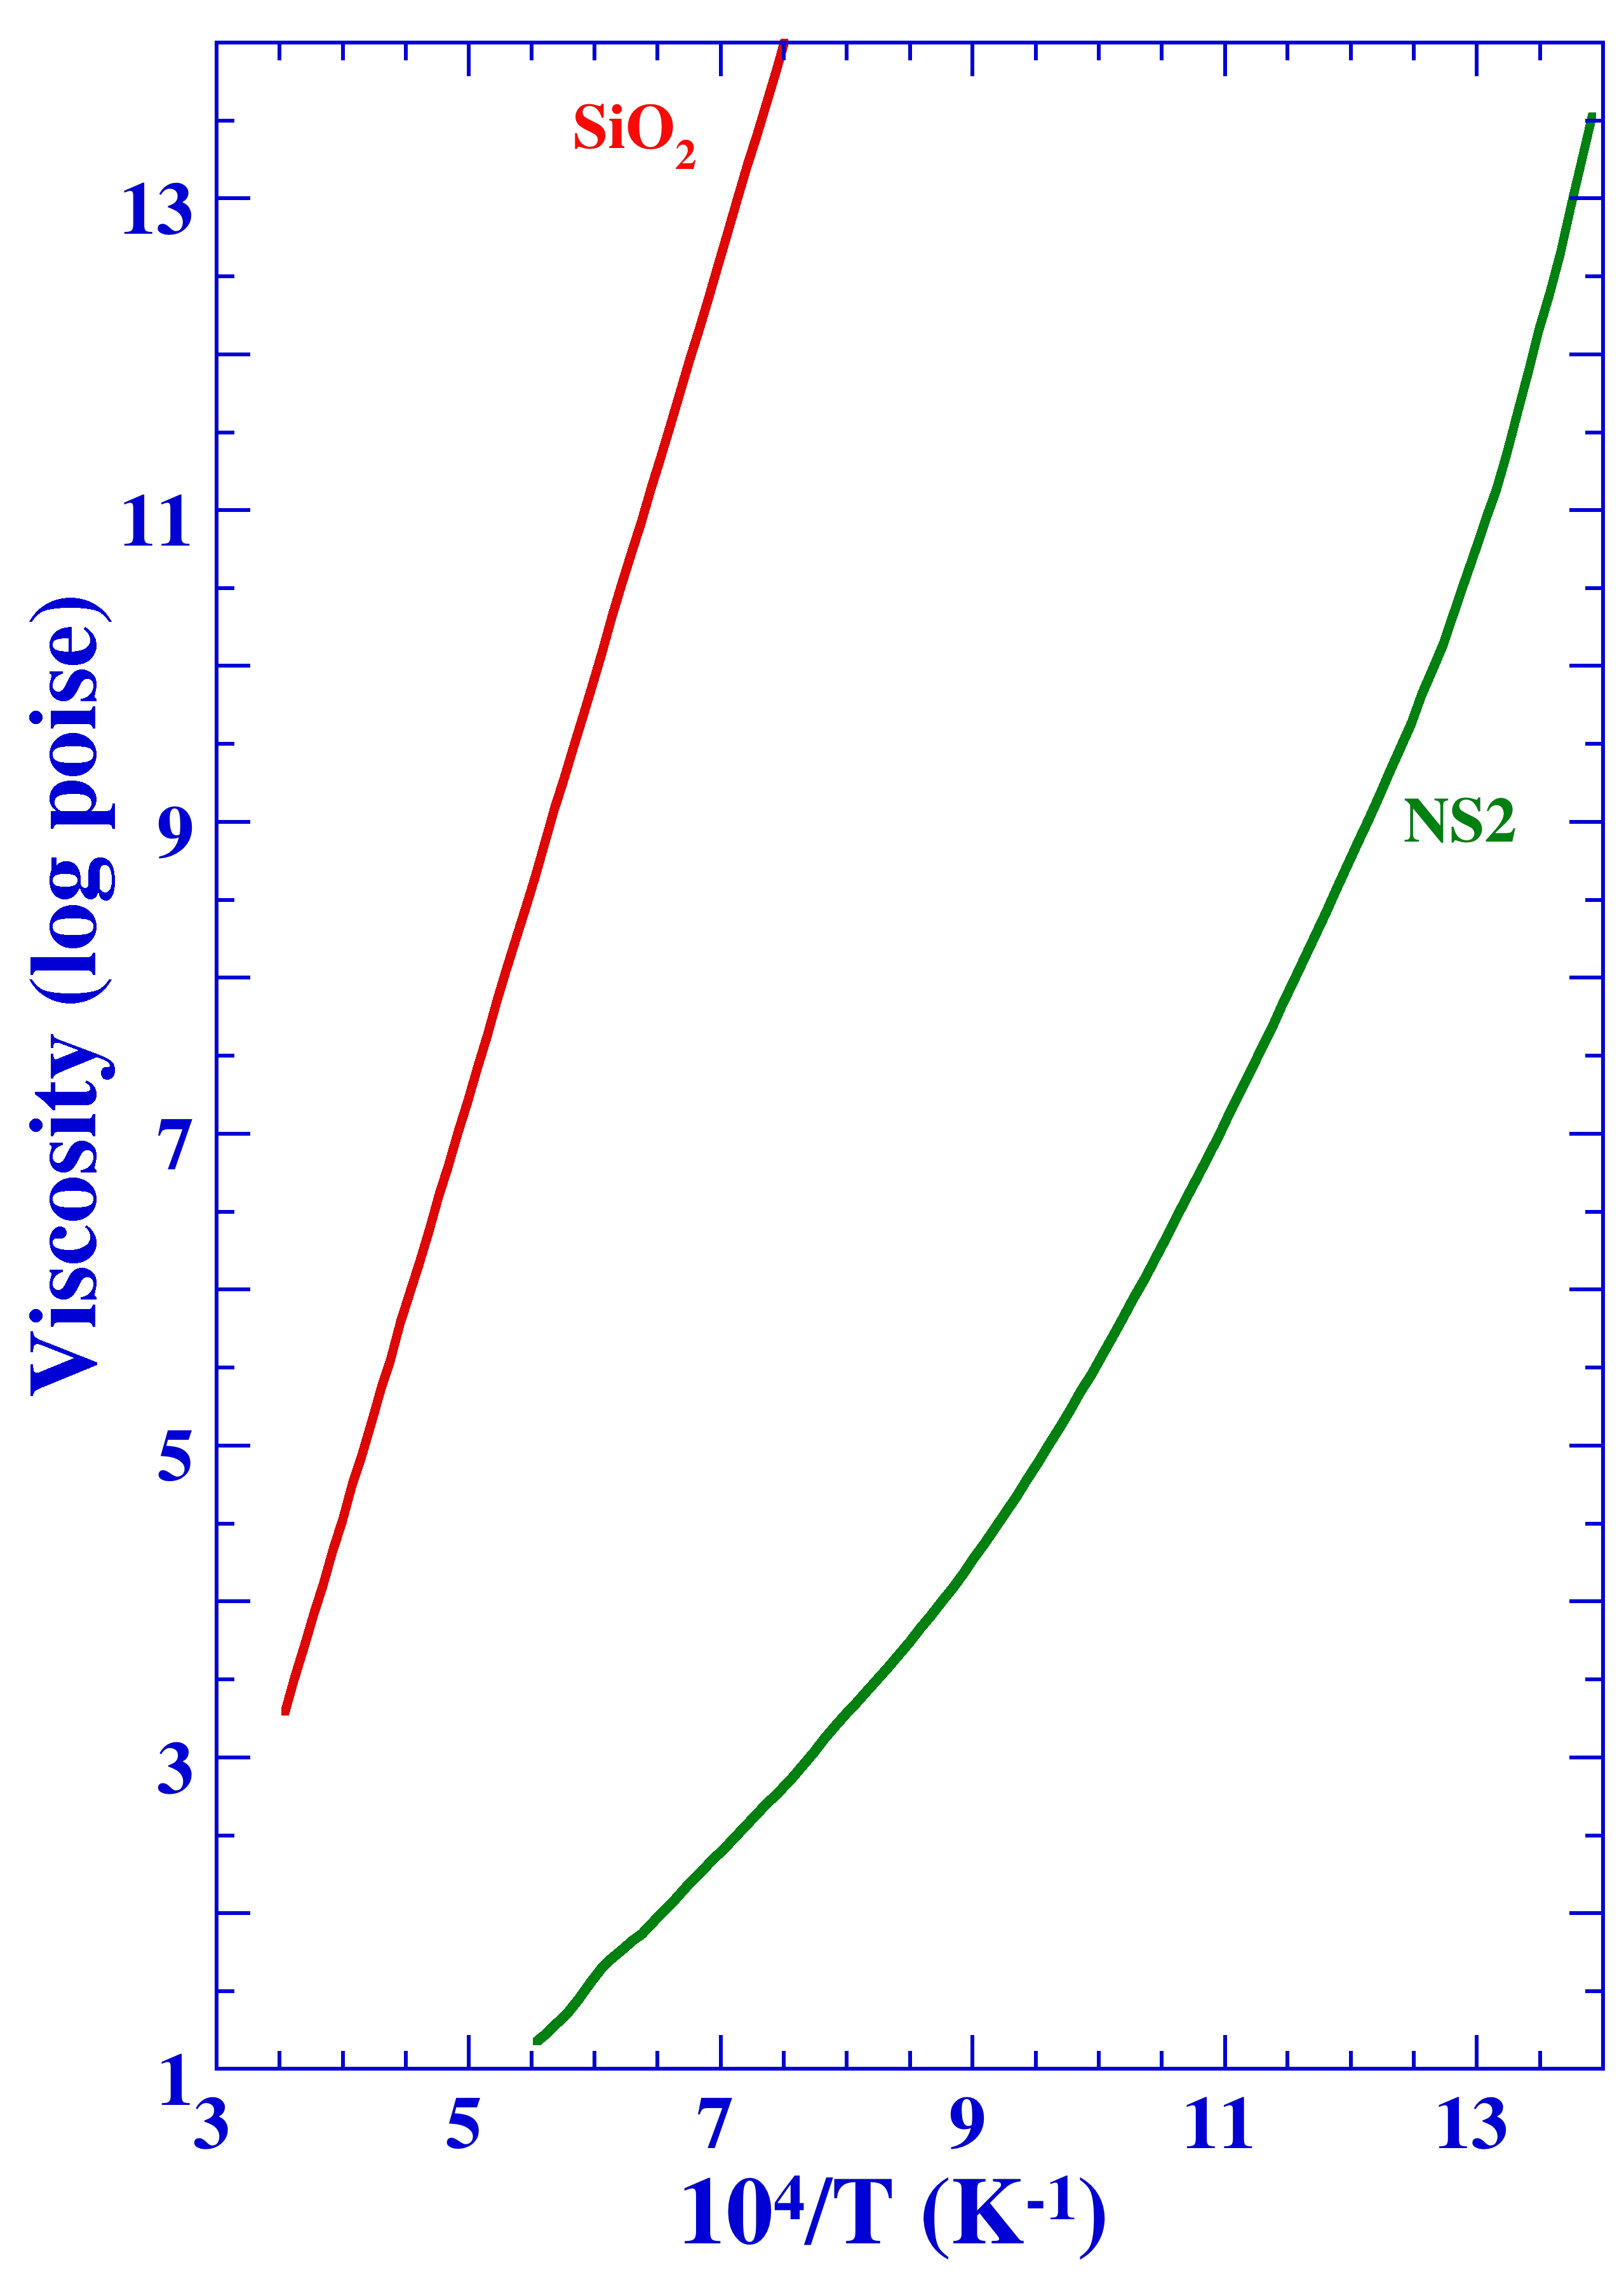 SiO₂
13
11
NS2
9
7
5
3
1
Viscosity (log poise)
3 5 7 9 11 13
10⁴/T (K⁻¹)